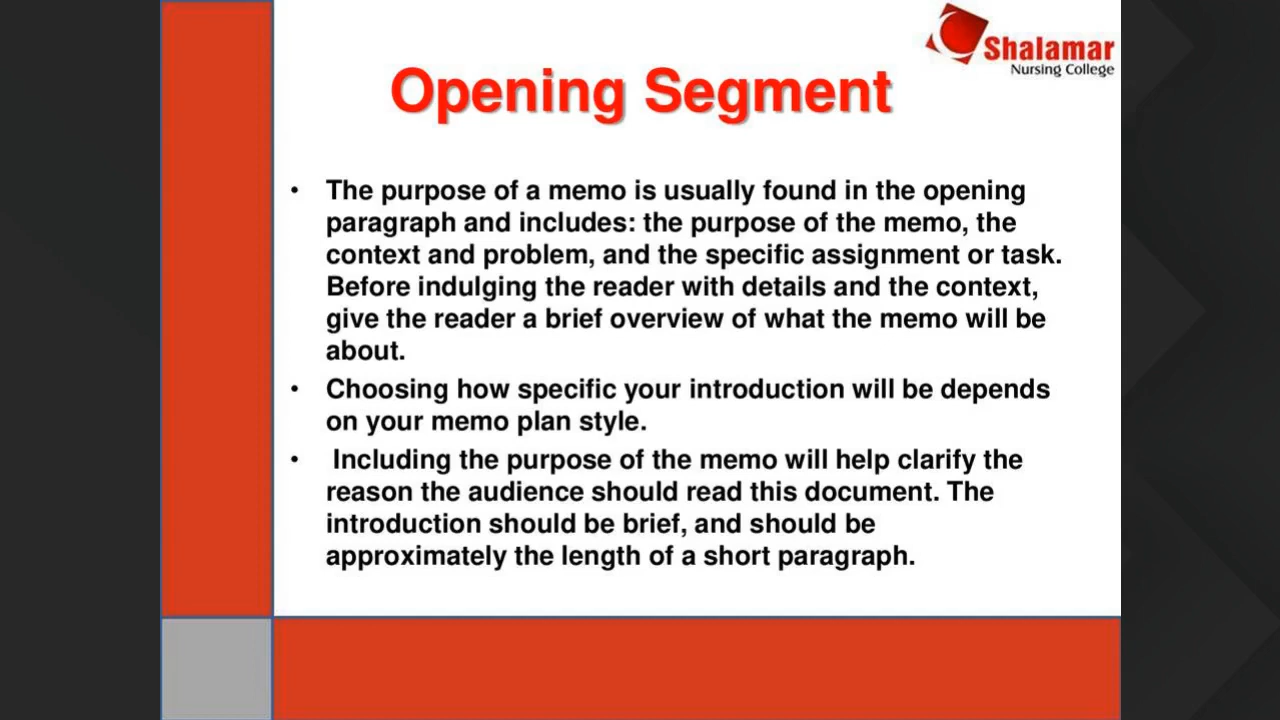 Shalamar
Nursing College
Opening Segment
• The purpose of a memo is usually found in the opening
paragraph and includes: the purpose of the memo, the
context and problem, and the specific assignment or task.
Before indulging the reader with details and the context,
give the reader a brief overview of what the memo will be
about.
• Choosing how specific your introduction will be depends
on your memo plan style.
• Including the purpose of the memo will help clarify the
reason the audience should read this document. The
introduction should be brief, and should be
approximately the length of a short paragraph.